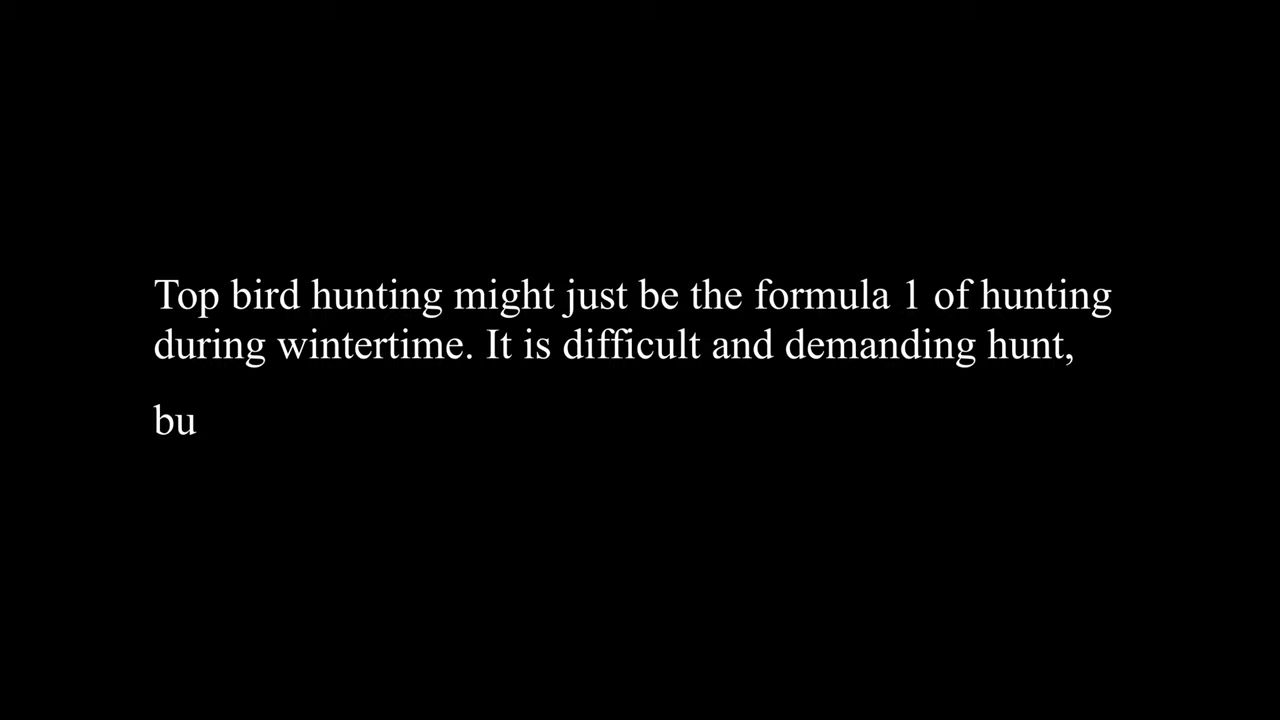 Top bird hunting might just be the formula 1 of hunting
during wintertime. It is difficult and demanding hunt,
bu